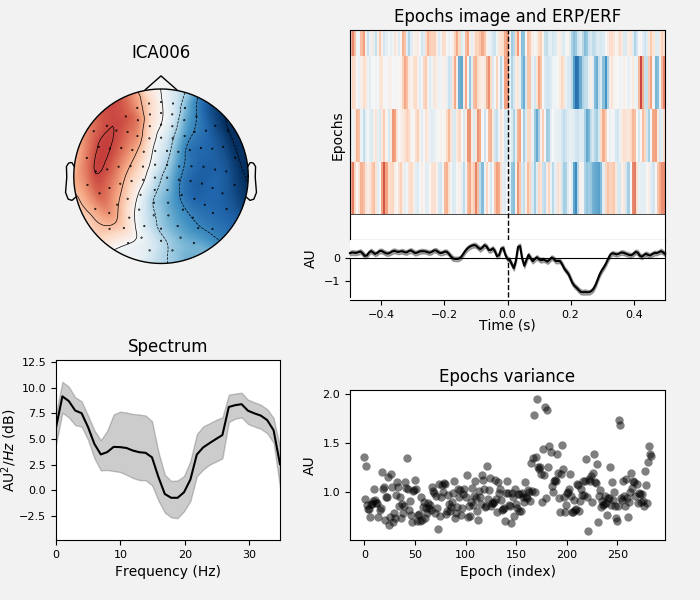 ICA006
Epochs image and ERP/ERF
Epochs
AU
0
−1
−0.4 −0.2 0.0 0.2 0.4
Time (s)
Spectrum
AU²/Hz (dB)
12.5
10.0
7.5
5.0
2.5
0.0
−2.5
0 10 20 30
Frequency (Hz)
Epochs variance
AU
2.0
1.5
1.0
0 50 100 150 200 250
Epoch (index)